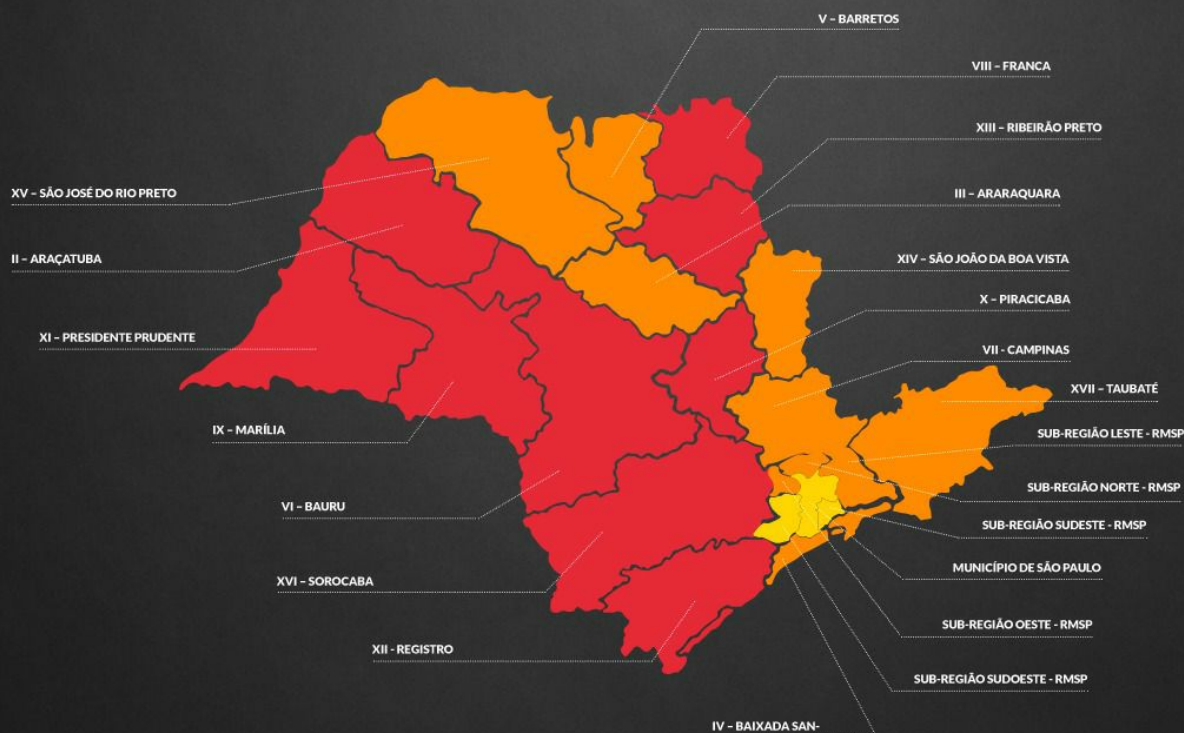 V – BARRETOS
VIII – FRANCA
XIII – RIBEIRÃO PRETO
XV – SÃO JOSÉ DO RIO PRETO
III – ARARAQUARA
II – ARAÇATUBA
XIV – SÃO JOÃO DA BOA VISTA
X – PIRACICABA
XI – PRESIDENTE PRUDENTE
VII - CAMPINAS
XVII – TAUBATÉ
IX – MARÍLIA
SUB-REGIÃO LESTE - RMSP
SUB-REGIÃO NORTE - RMSP
VI – BAURU
SUB-REGIÃO SUDESTE - RMSP
MUNICÍPIO DE SÃO PAULO
XVI – SOROCABA
SUB-REGIÃO OESTE - RMSP
XII - REGISTRO
SUB-REGIÃO SUDOESTE - RMSP
IV – BAIXADA SAN-